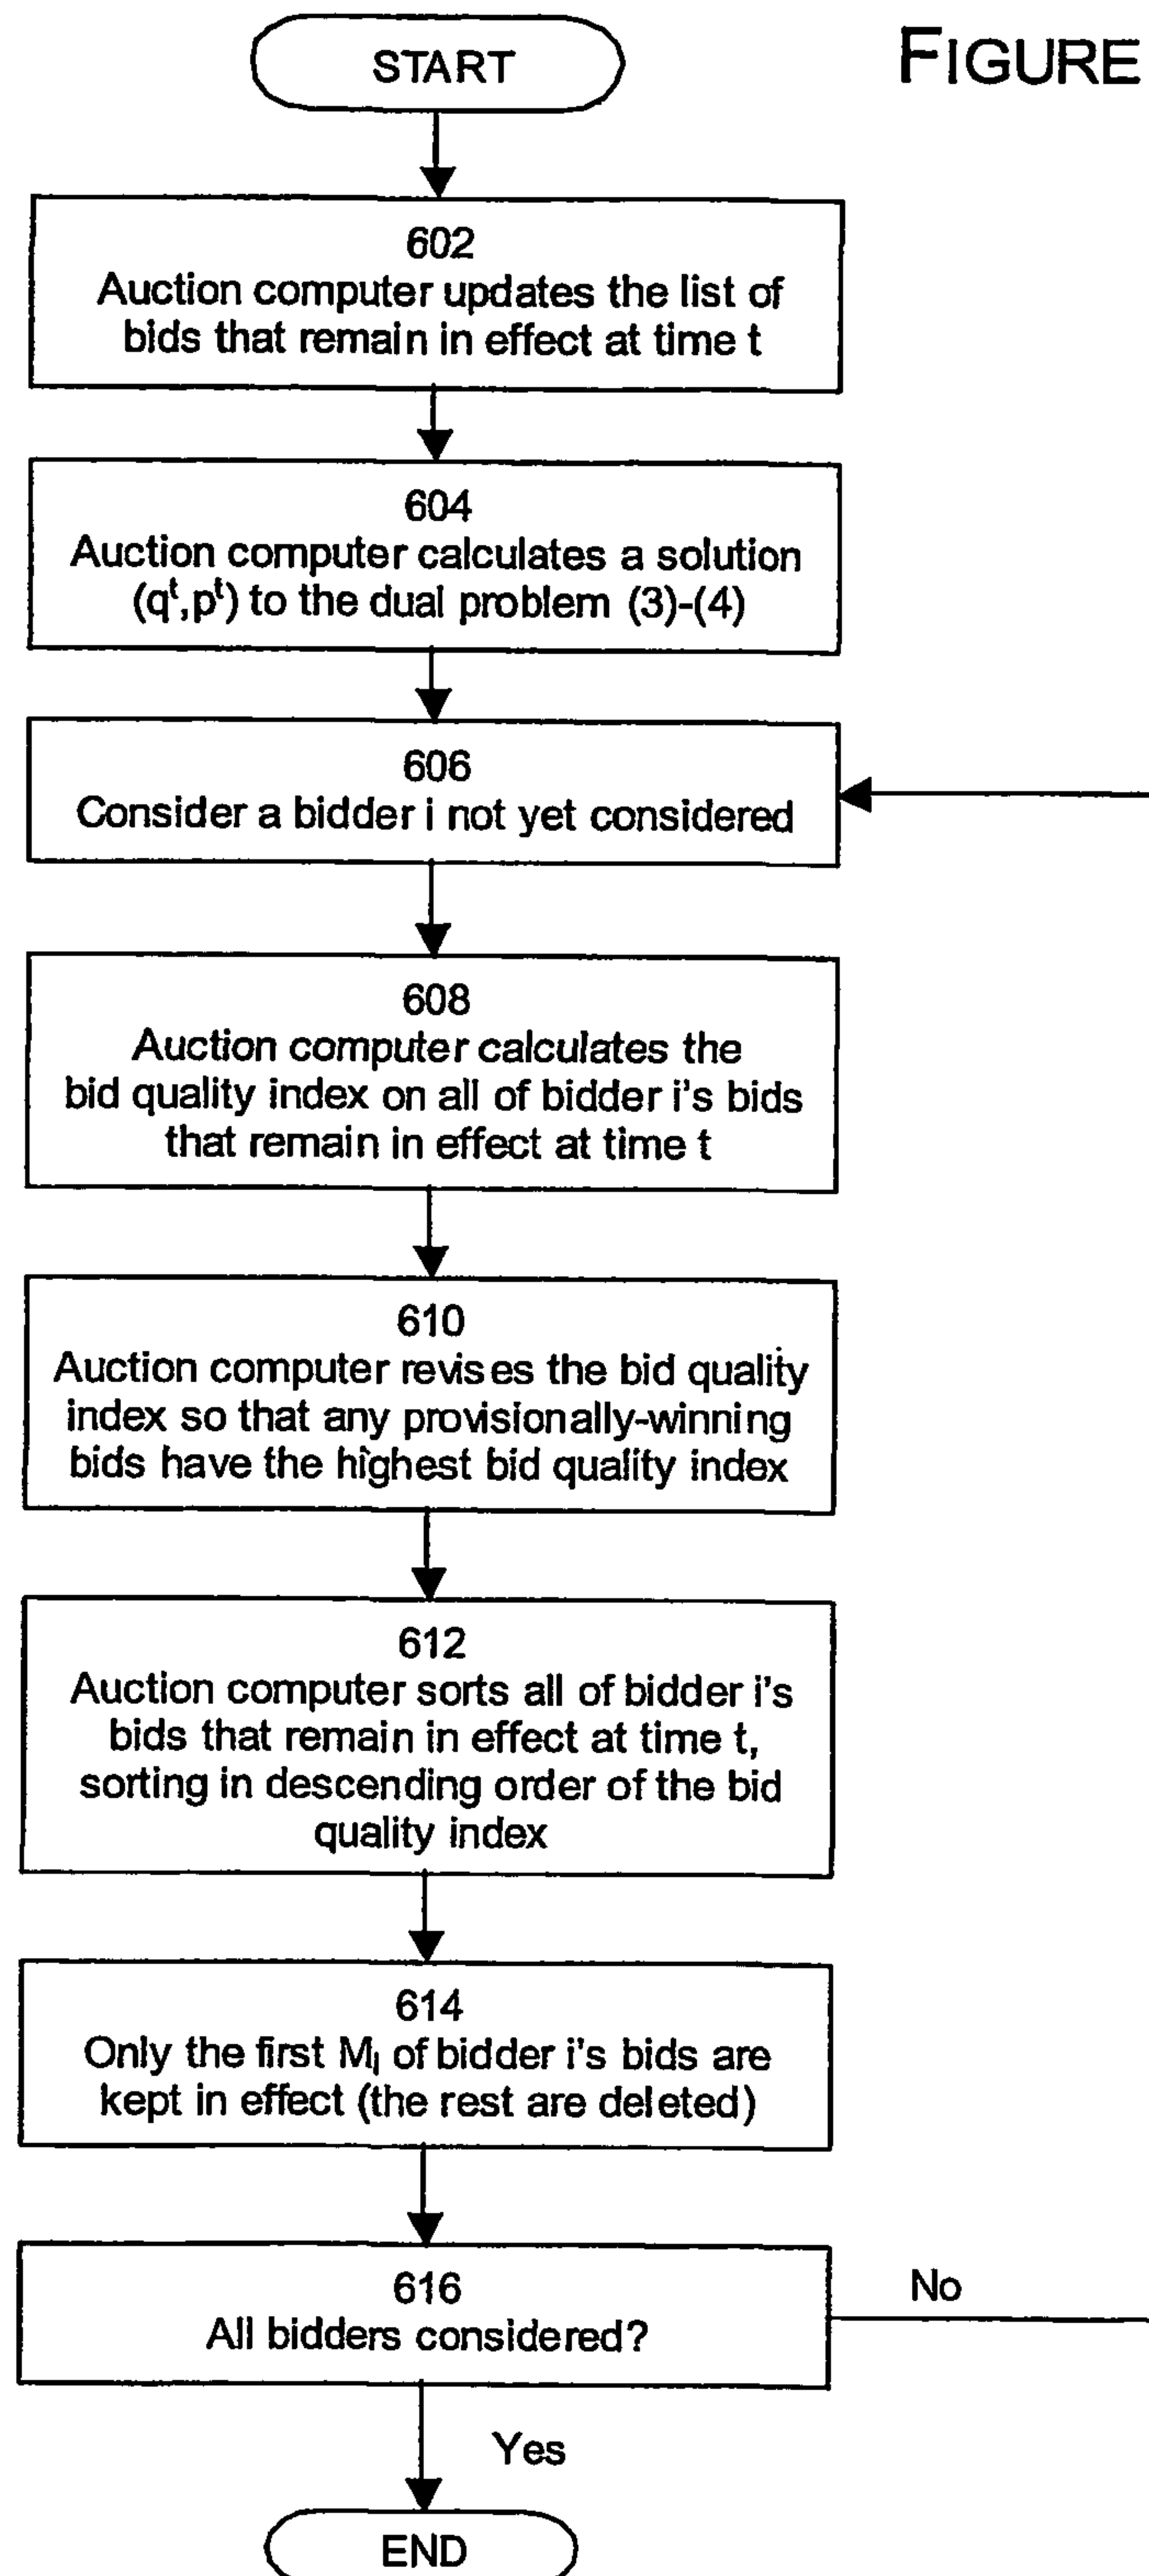 FIGURE
START
602
Auction computer updates the list of
bids that remain in effect at time t
604
Auction computer calculates a solution
(qᵗ,pᵗ) to the dual problem (3)-(4)
606
Consider a bidder i not yet considered
608
Auction computer calculates the
bid quality index on all of bidder i's bids
that remain in effect at time t
610
Auction computer revises the bid quality
index so that any provisionally-winning
bids have the highest bid quality index
612
Auction computer sorts all of bidder i's
bids that remain in effect at time t,
sorting in descending order of the bid
quality index
614
Only the first Mᵢ of bidder i's bids are
kept in effect (the rest are deleted)
616
All bidders considered?
No
Yes
END